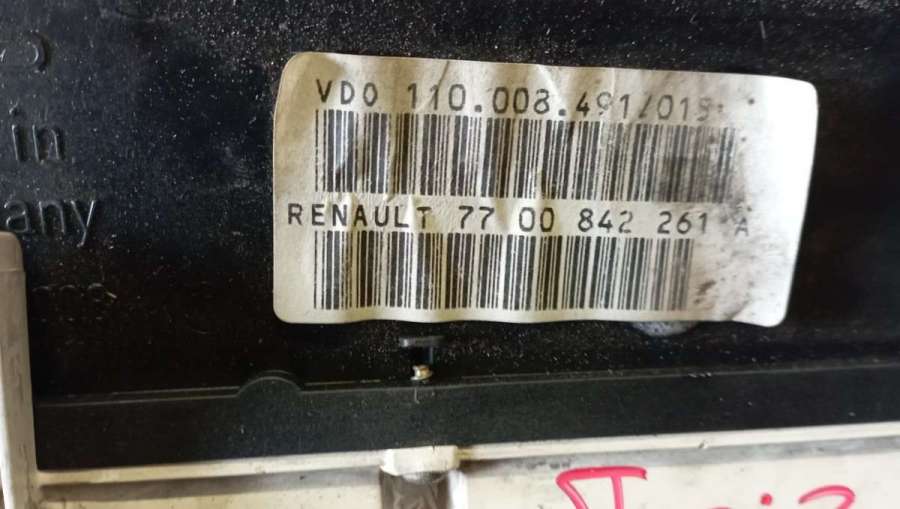 in
any
VDO 110.008.491/019
RENAULT 77 00 842 261 A